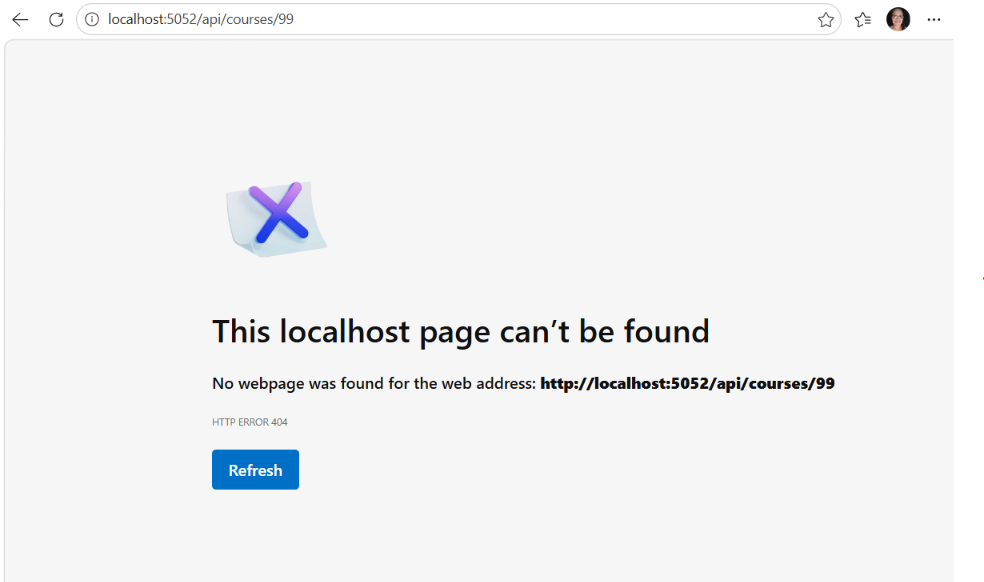 localhost:5052/api/courses/99
This localhost page can’t be found
No webpage was found for the web address: http://localhost:5052/api/courses/99
HTTP ERROR 404
Refresh